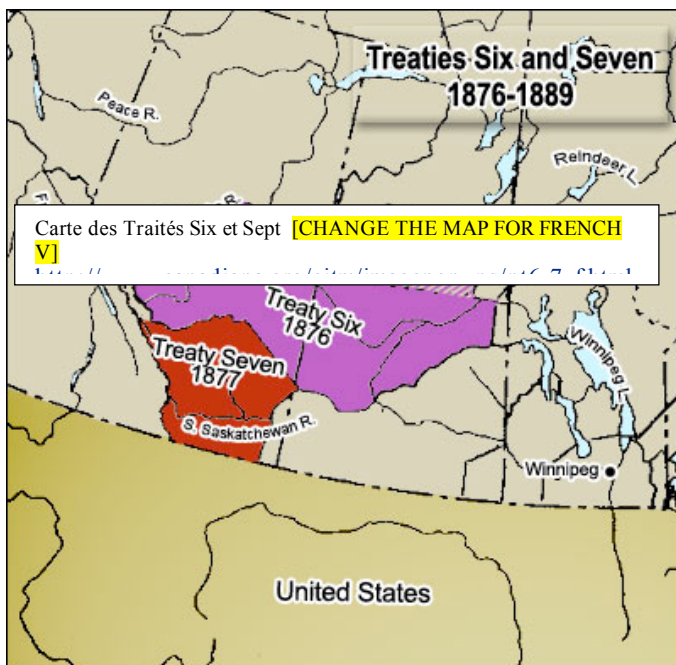 Treaties Six and Seven
1876-1889
Peace R.
Reindeer L.
Carte des Traités Six et Sept [CHANGE THE MAP FOR FRENCH
V]
Treaty Six
1876
Treaty Seven
1877
Winnipeg L.
S. Saskatchewan R.
Winnipeg
United States